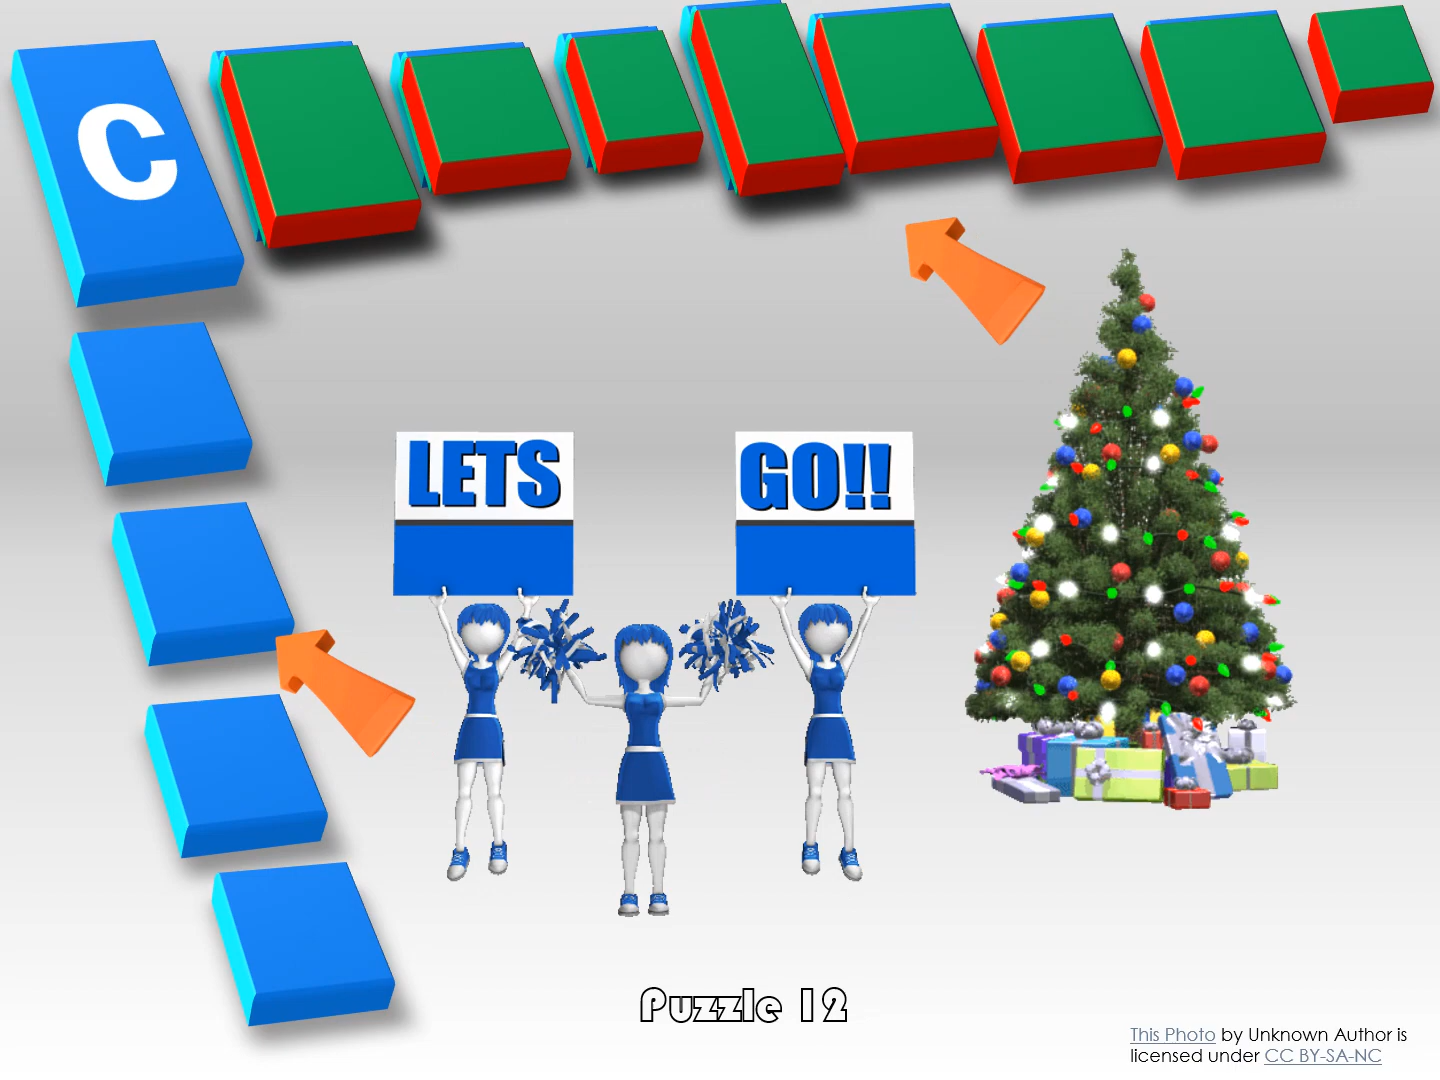 C
LETS
GO!!
Puzzle 12
This Photo by Unknown Author is
licensed under CC BY-SA-NC